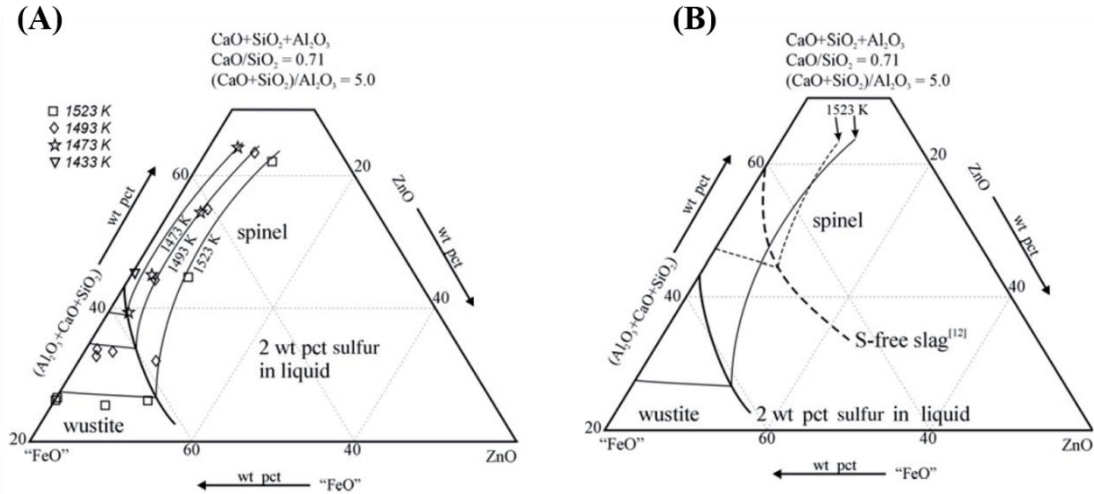 (A)
CaO+SiO₂+Al₂O₃
CaO/SiO₂ = 0.71
(CaO+SiO₂)/Al₂O₃ = 5.0
1523 K
1493 K
1473 K
1433 K
60
20
wt pct
ZnO
wt pct
spinel
1473 K
1493 K
1523 K
(Al₂O₃+CaO+SiO₂)
40
40
2 wt pct sulfur
in liquid
wustite
20
"FeO"
60
40
ZnO
wt pct
"FeO"
(B)
CaO+SiO₂+Al₂O₃
CaO/SiO₂ = 0.71
(CaO+SiO₂)/Al₂O₃ = 5.0
1523 K
60
20
wt pct
ZnO
wt pct
spinel
(Al₂O₃+CaO+SiO₂)
40
40
S-free slag[12]
wustite
2 wt pct sulfur in liquid
20
"FeO"
60
40
ZnO
wt pct
"FeO"